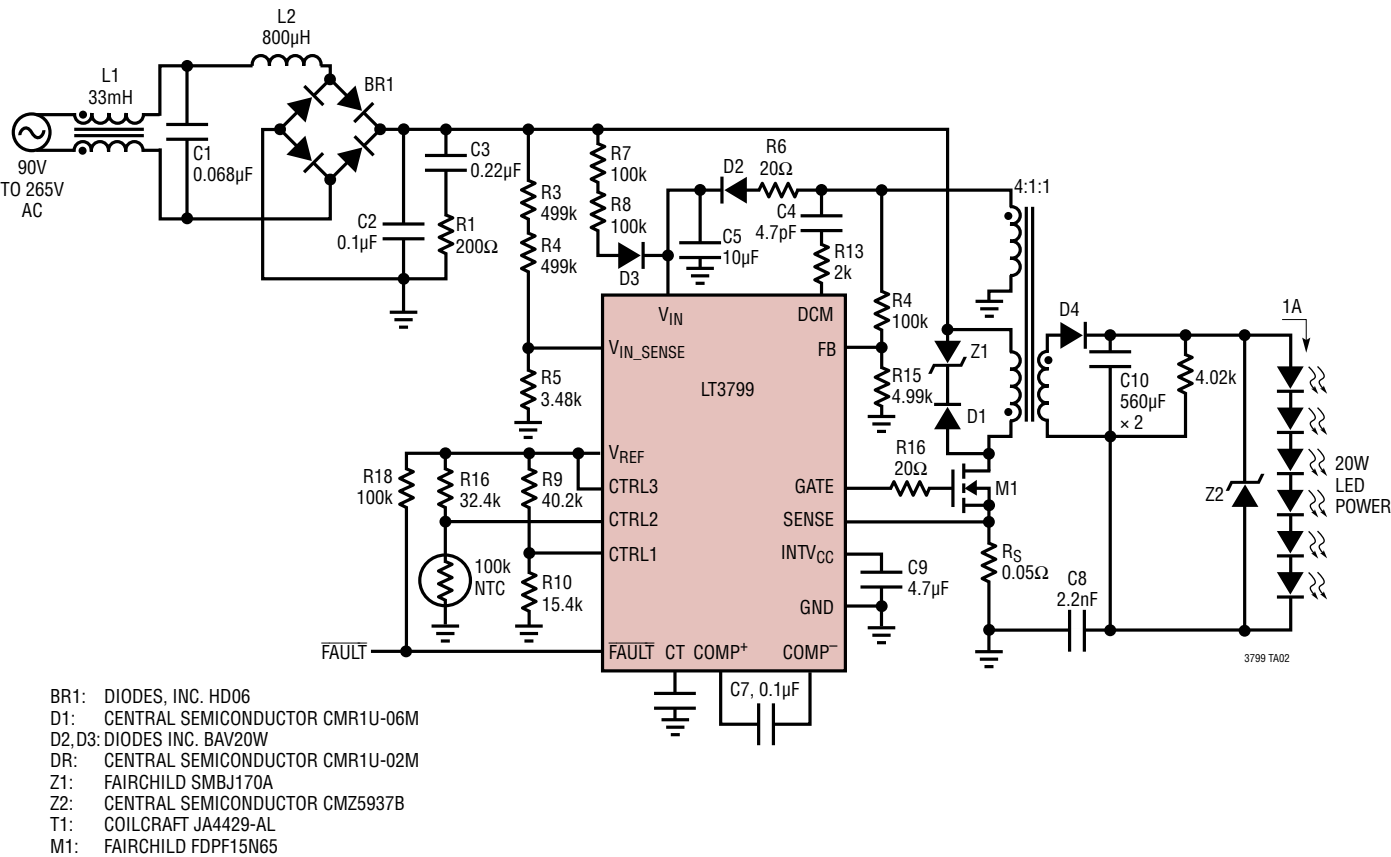 L2
800µH
L1
33mH
BR1
90V
TO 265V
AC
C1
0.068µF
C2
0.1µF
C3
0.22µF
R1
200Ω
R3
499k
R4
499k
R7
100k
R8
100k
D3
D2
R6
20Ω
C5
10µF
C4
4.7pF
R13
2k
4:1:1
R4
100k
R15
4.99k
Z1
D1
D4
C10
560µF
× 2
4.02k
1A
VIN
DCM
VIN_SENSE
FB
LT3799
R5
3.48k
VREF
CTRL3
CTRL2
CTRL1
GATE
SENSE
INTVCC
GND
R18
100k
R16
32.4k
R9
40.2k
100k
NTC
R10
15.4k
R16
20Ω
M1
RS
0.05Ω
C9
4.7µF
C8
2.2nF
Z2
20W
LED
POWER
FAULT
FAULT CT COMP+ COMP–
C7, 0.1µF
3799 TA02
BR1: DIODES, INC. HD06
D1: CENTRAL SEMICONDUCTOR CMR1U-06M
D2,D3: DIODES INC. BAV20W
DR: CENTRAL SEMICONDUCTOR CMR1U-02M
Z1: FAIRCHILD SMBJ170A
Z2: CENTRAL SEMICONDUCTOR CMZ5937B
T1: COILCRAFT JA4429-AL
M1: FAIRCHILD FDPF15N65